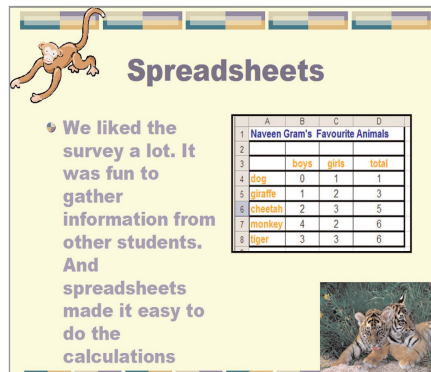 Spreadsheets
We liked the
survey a lot. It
was fun to
gather
information from
other students.
And
spreadsheets
made it easy to
do the
calculations
A B C D
1 Naveen Gram's Favourite Animals
2
3 boys girls total
4 dog 0 1 1
5 giraffe 1 2 3
6 cheetah 2 3 5
7 monkey 4 2 6
8 tiger 3 3 6